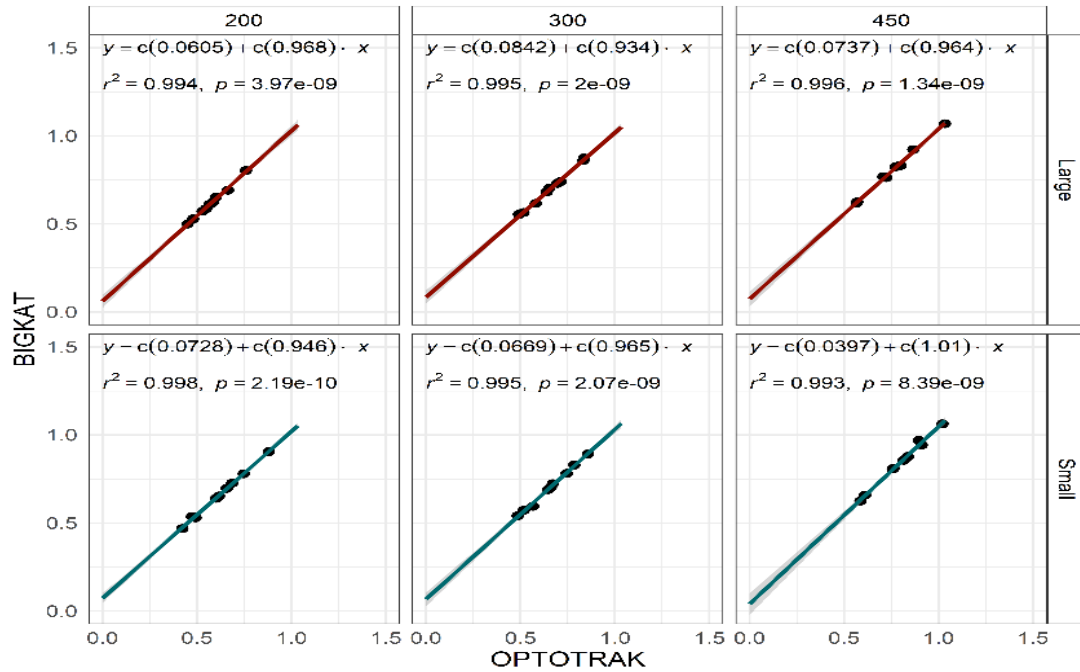 200 300 450
y = c(0.0605) + c(0.968) · x y = c(0.0842) + c(0.934) · x y = c(0.0737) + c(0.964) · x
r² = 0.994, p = 3.97e-09 r² = 0.995, p = 2e-09 r² = 0.996, p = 1.34e-09
1.5
1.0
0.5
0.0
Large
y = c(0.0728) + c(0.946) · x y = c(0.0669) + c(0.965) · x y = c(0.0397) + c(1.01) · x
r² = 0.998, p = 2.19e-10 r² = 0.995, p = 2.07e-09 r² = 0.993, p = 8.39e-09
1.5
1.0
0.5
0.0
Small
BIGKAT
0.0 0.5 1.0 1.5 0.0 0.5 1.0 1.5 0.0 0.5 1.0 1.5
OPTOTRAK